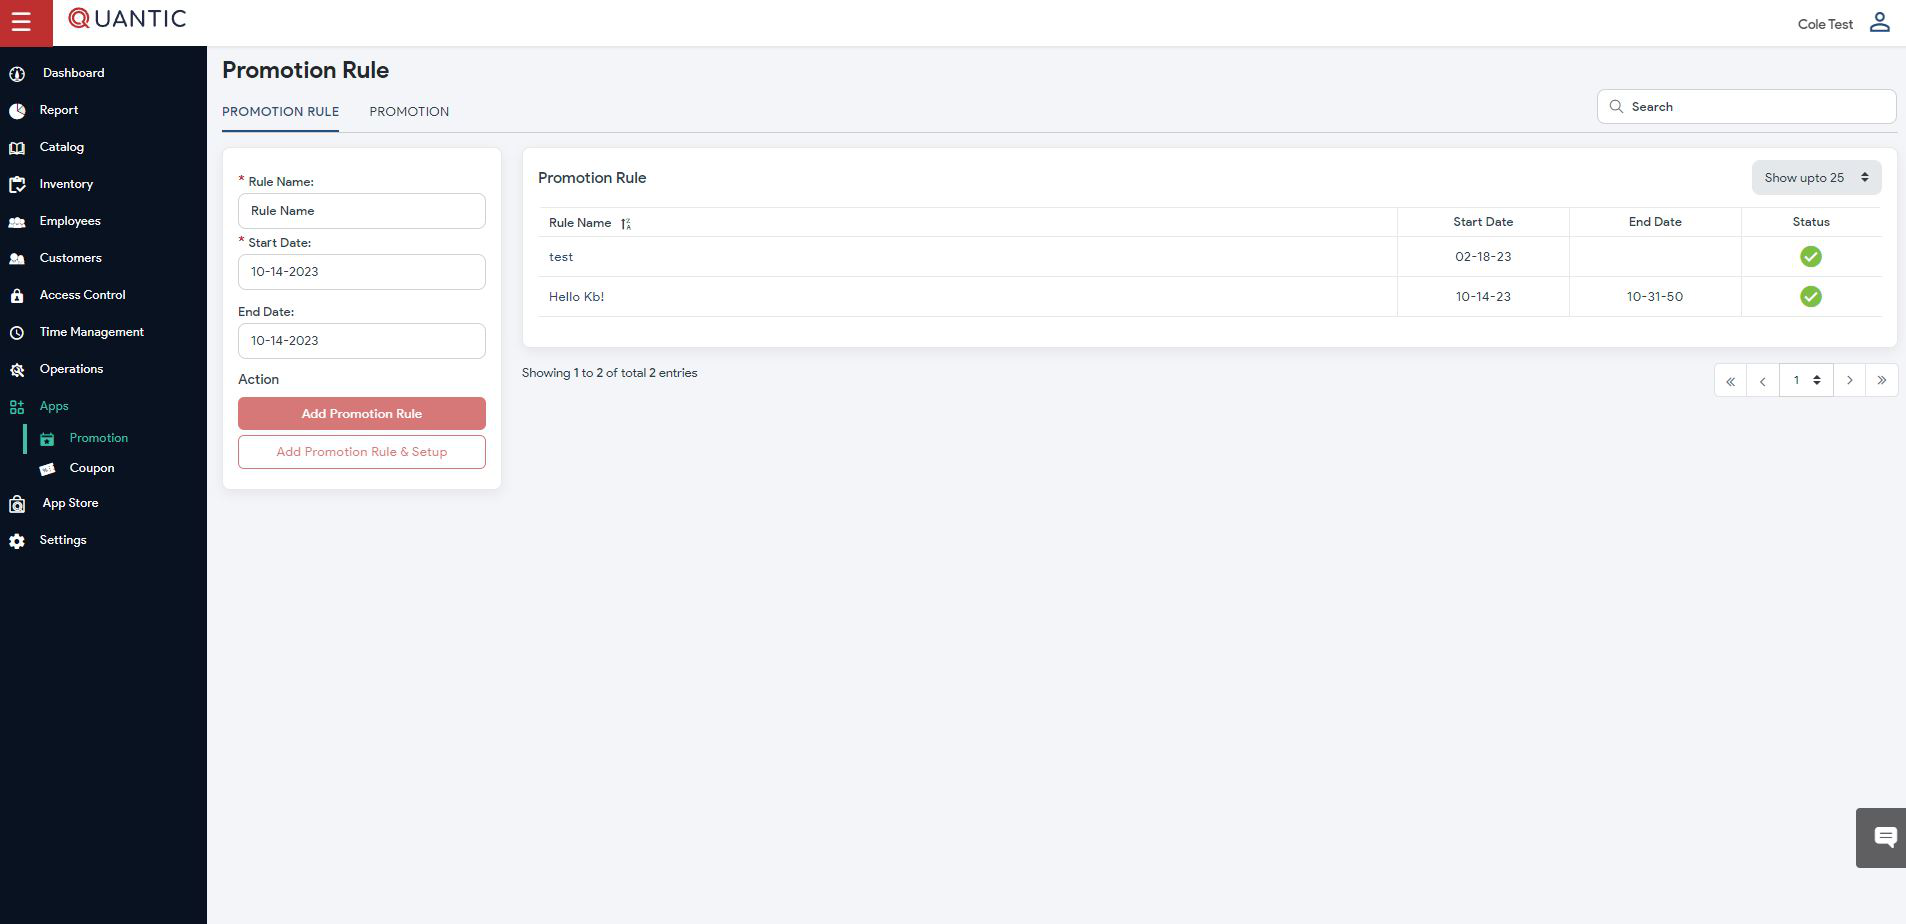 QUANTIC
Cole Test
Dashboard
Report
Catalog
Inventory
Employees
Customers
Access Control
Time Management
Operations
Apps
Promotion
Coupon
App Store
Settings
Promotion Rule
PROMOTION RULE PROMOTION
Search
* Rule Name:
Rule Name
* Start Date:
10-14-2023
End Date:
10-14-2023
Action
Add Promotion Rule
Add Promotion Rule & Setup
Promotion Rule
Show upto 25
Rule Name Start Date End Date Status
test 02-18-23
Hello Kb! 10-14-23 10-31-50
Showing 1 to 2 of total 2 entries
« ‹ 1 › »